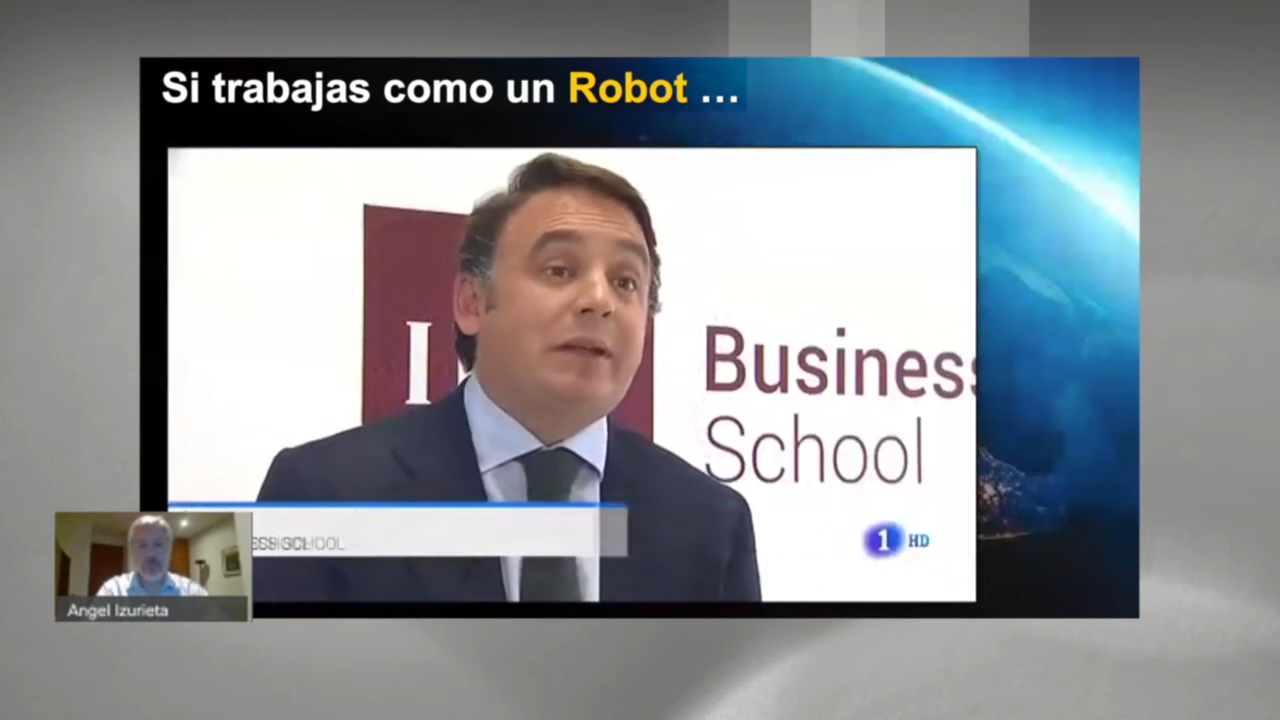 Si trabajas como un Robot …
I
Business
School
1 HD
Angel Izurieta